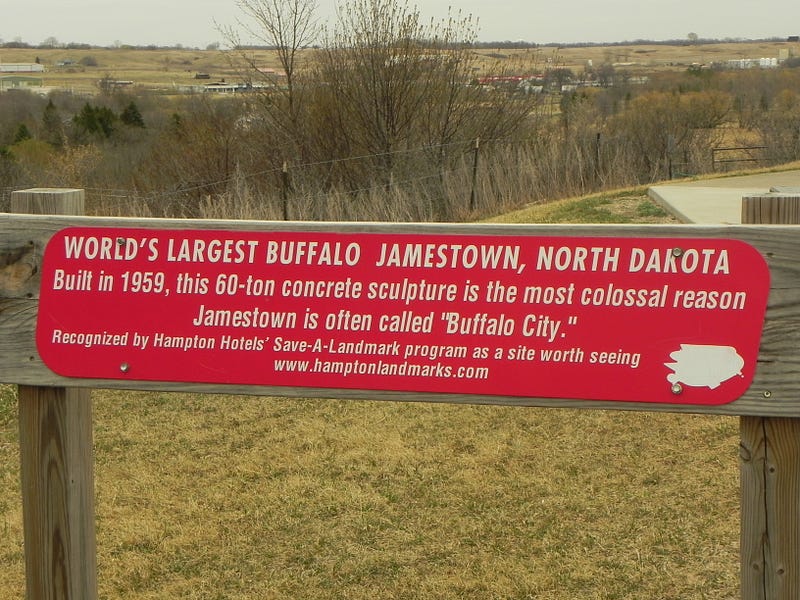 WORLD'S LARGEST BUFFALO JAMESTOWN, NORTH DAKOTA
Built in 1959, this 60-ton concrete sculpture is the most colossal reason
Jamestown is often called "Buffalo City."
Recognized by Hampton Hotels' Save-A-Landmark program as a site worth seeing
www.hamptonlandmarks.com